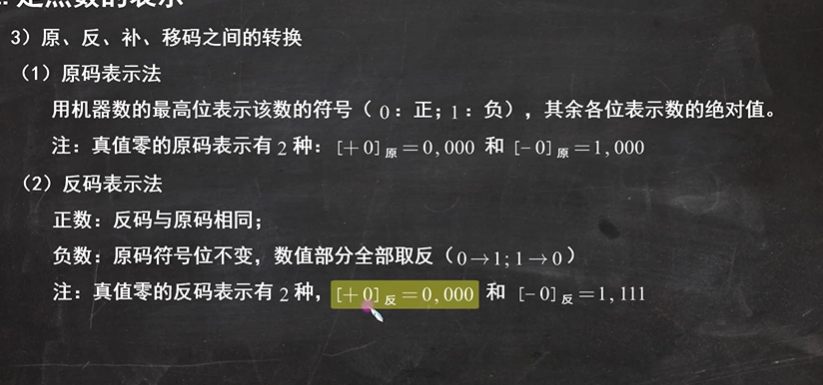 定点数的表示
3）原、反、补、移码之间的转换
（1）原码表示法
用机器数的最高位表示该数的符号（ 0：正；1：负），其余各位表示数的绝对值。
注：真值零的原码表示有 2 种：[＋0]原＝0,000 和 [－0]原＝1,000
（2）反码表示法
正数：反码与原码相同；
负数：原码符号位不变，数值部分全部取反（0→1;1→0）
注：真值零的反码表示有 2 种，[＋0]反＝0,000 和 [－0]反＝1,111